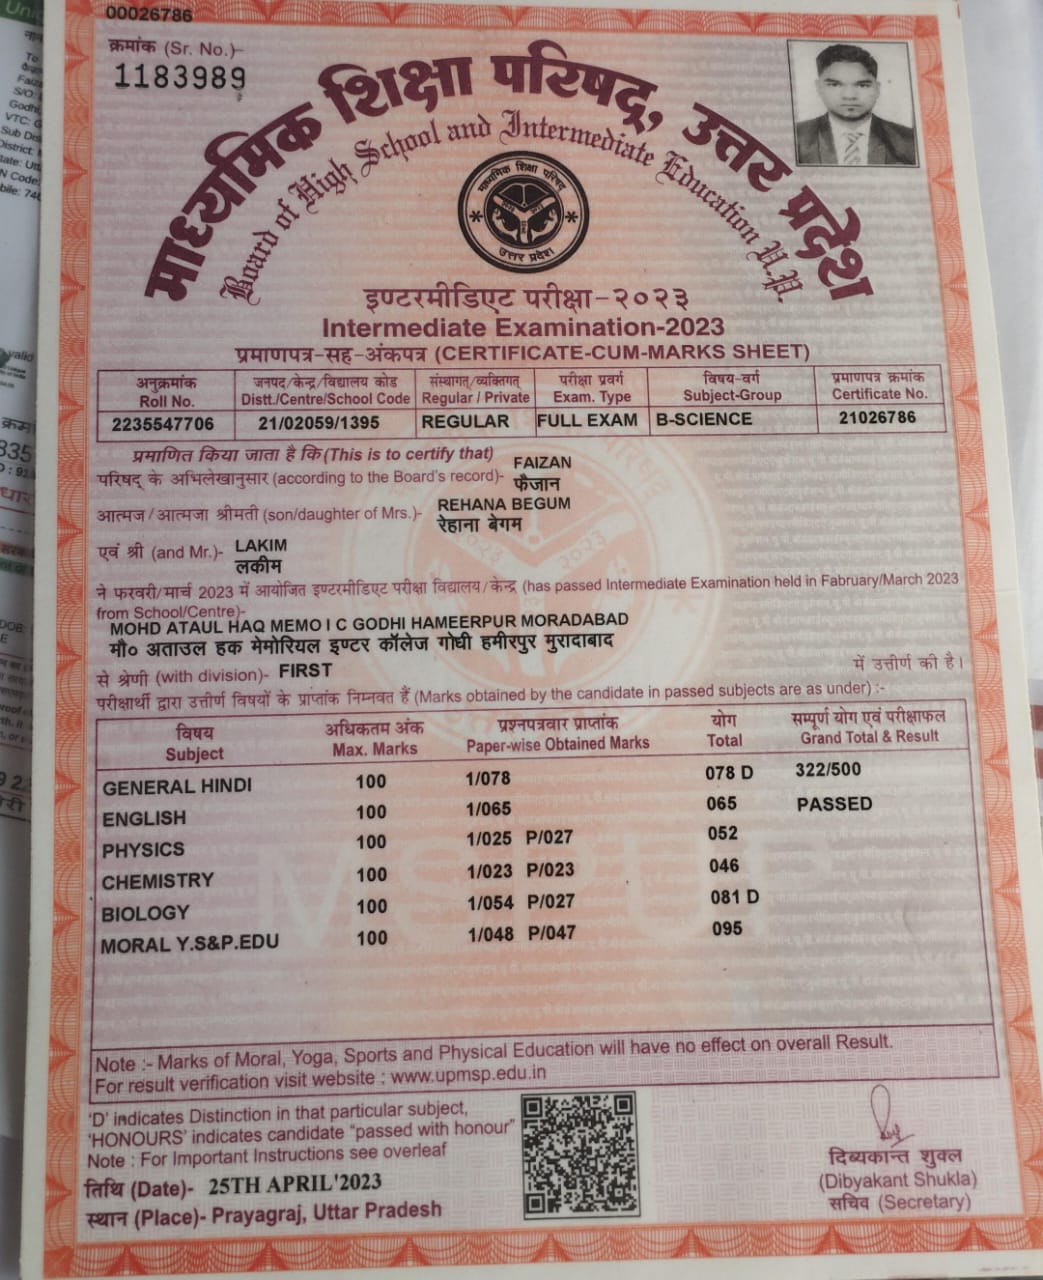 00026786
क्रमांक (Sr. No.)-
1183989
माध्यमिक शिक्षा परिषद्, उत्तर प्रदेश
Board of High School and Intermediate Education U.P.
माध्यमिक शिक्षा परिषद
उत्तर प्रदेश
इण्टरमीडिएट परीक्षा-२०२३
Intermediate Examination-2023
प्रमाणपत्र-सह-अंकपत्र (CERTIFICATE-CUM-MARKS SHEET)
अनुक्रमांक जनपद/केन्द्र/विद्यालय कोड संस्थागत्/व्यक्तिगत् परीक्षा प्रवर्ग विषय-वर्ग प्रमाणपत्र क्रमांक
Roll No. Distt./Centre/School Code Regular / Private Exam. Type Subject-Group Certificate No.
2235547706 21/02059/1395 REGULAR FULL EXAM B-SCIENCE 21026786
प्रमाणित किया जाता है कि(This is to certify that) FAIZAN
परिषद् के अभिलेखानुसार (according to the Board's record)- फैजान
REHANA BEGUM
आत्मज/आत्मजा श्रीमती (son/daughter of Mrs.)- रेहाना बेगम
एवं श्री (and Mr.)- LAKIM
लकीम
ने फरवरी/मार्च 2023 में आयोजित इण्टरमीडिएट परीक्षा विद्यालय/केन्द्र (has passed Intermediate Examination held in Fabruary/March 2023
from School/Centre)-
MOHD ATAUL HAQ MEMO I C GODHI HAMEERPUR MORADABAD
मौ० अताउल हक मेमोरियल इण्टर कॉलेज गोधी हमीरपुर मुरादाबाद
से श्रेणी (with division)- FIRST में उत्तीर्ण की है।
परीक्षार्थी द्वारा उत्तीर्ण विषयों के प्राप्तांक निम्नवत हैं (Marks obtained by the candidate in passed subjects are as under) :-
विषय अधिकतम अंक प्रश्नपत्रवार प्राप्तांक योग सम्पूर्ण योग एवं परीक्षाफल
Subject Max. Marks Paper-wise Obtained Marks Total Grand Total & Result
GENERAL HINDI 100 1/078 078 D 322/500
ENGLISH 100 1/065 065 PASSED
PHYSICS 100 1/025 P/027 052
CHEMISTRY 100 1/023 P/023 046
BIOLOGY 100 1/054 P/027 081 D
MORAL Y.S&P.EDU 100 1/048 P/047 095
Note :- Marks of Moral, Yoga, Sports and Physical Education will have no effect on overall Result.
For result verification visit website : www.upmsp.edu.in
'D' indicates Distinction in that particular subject,
'HONOURS' indicates candidate "passed with honour"
Note : For Important Instructions see overleaf
तिथि (Date)- 25TH APRIL'2023
स्थान (Place)- Prayagraj, Uttar Pradesh
दिब्यकान्त शुक्ल
(Dibyakant Shukla)
सचिव (Secretary)